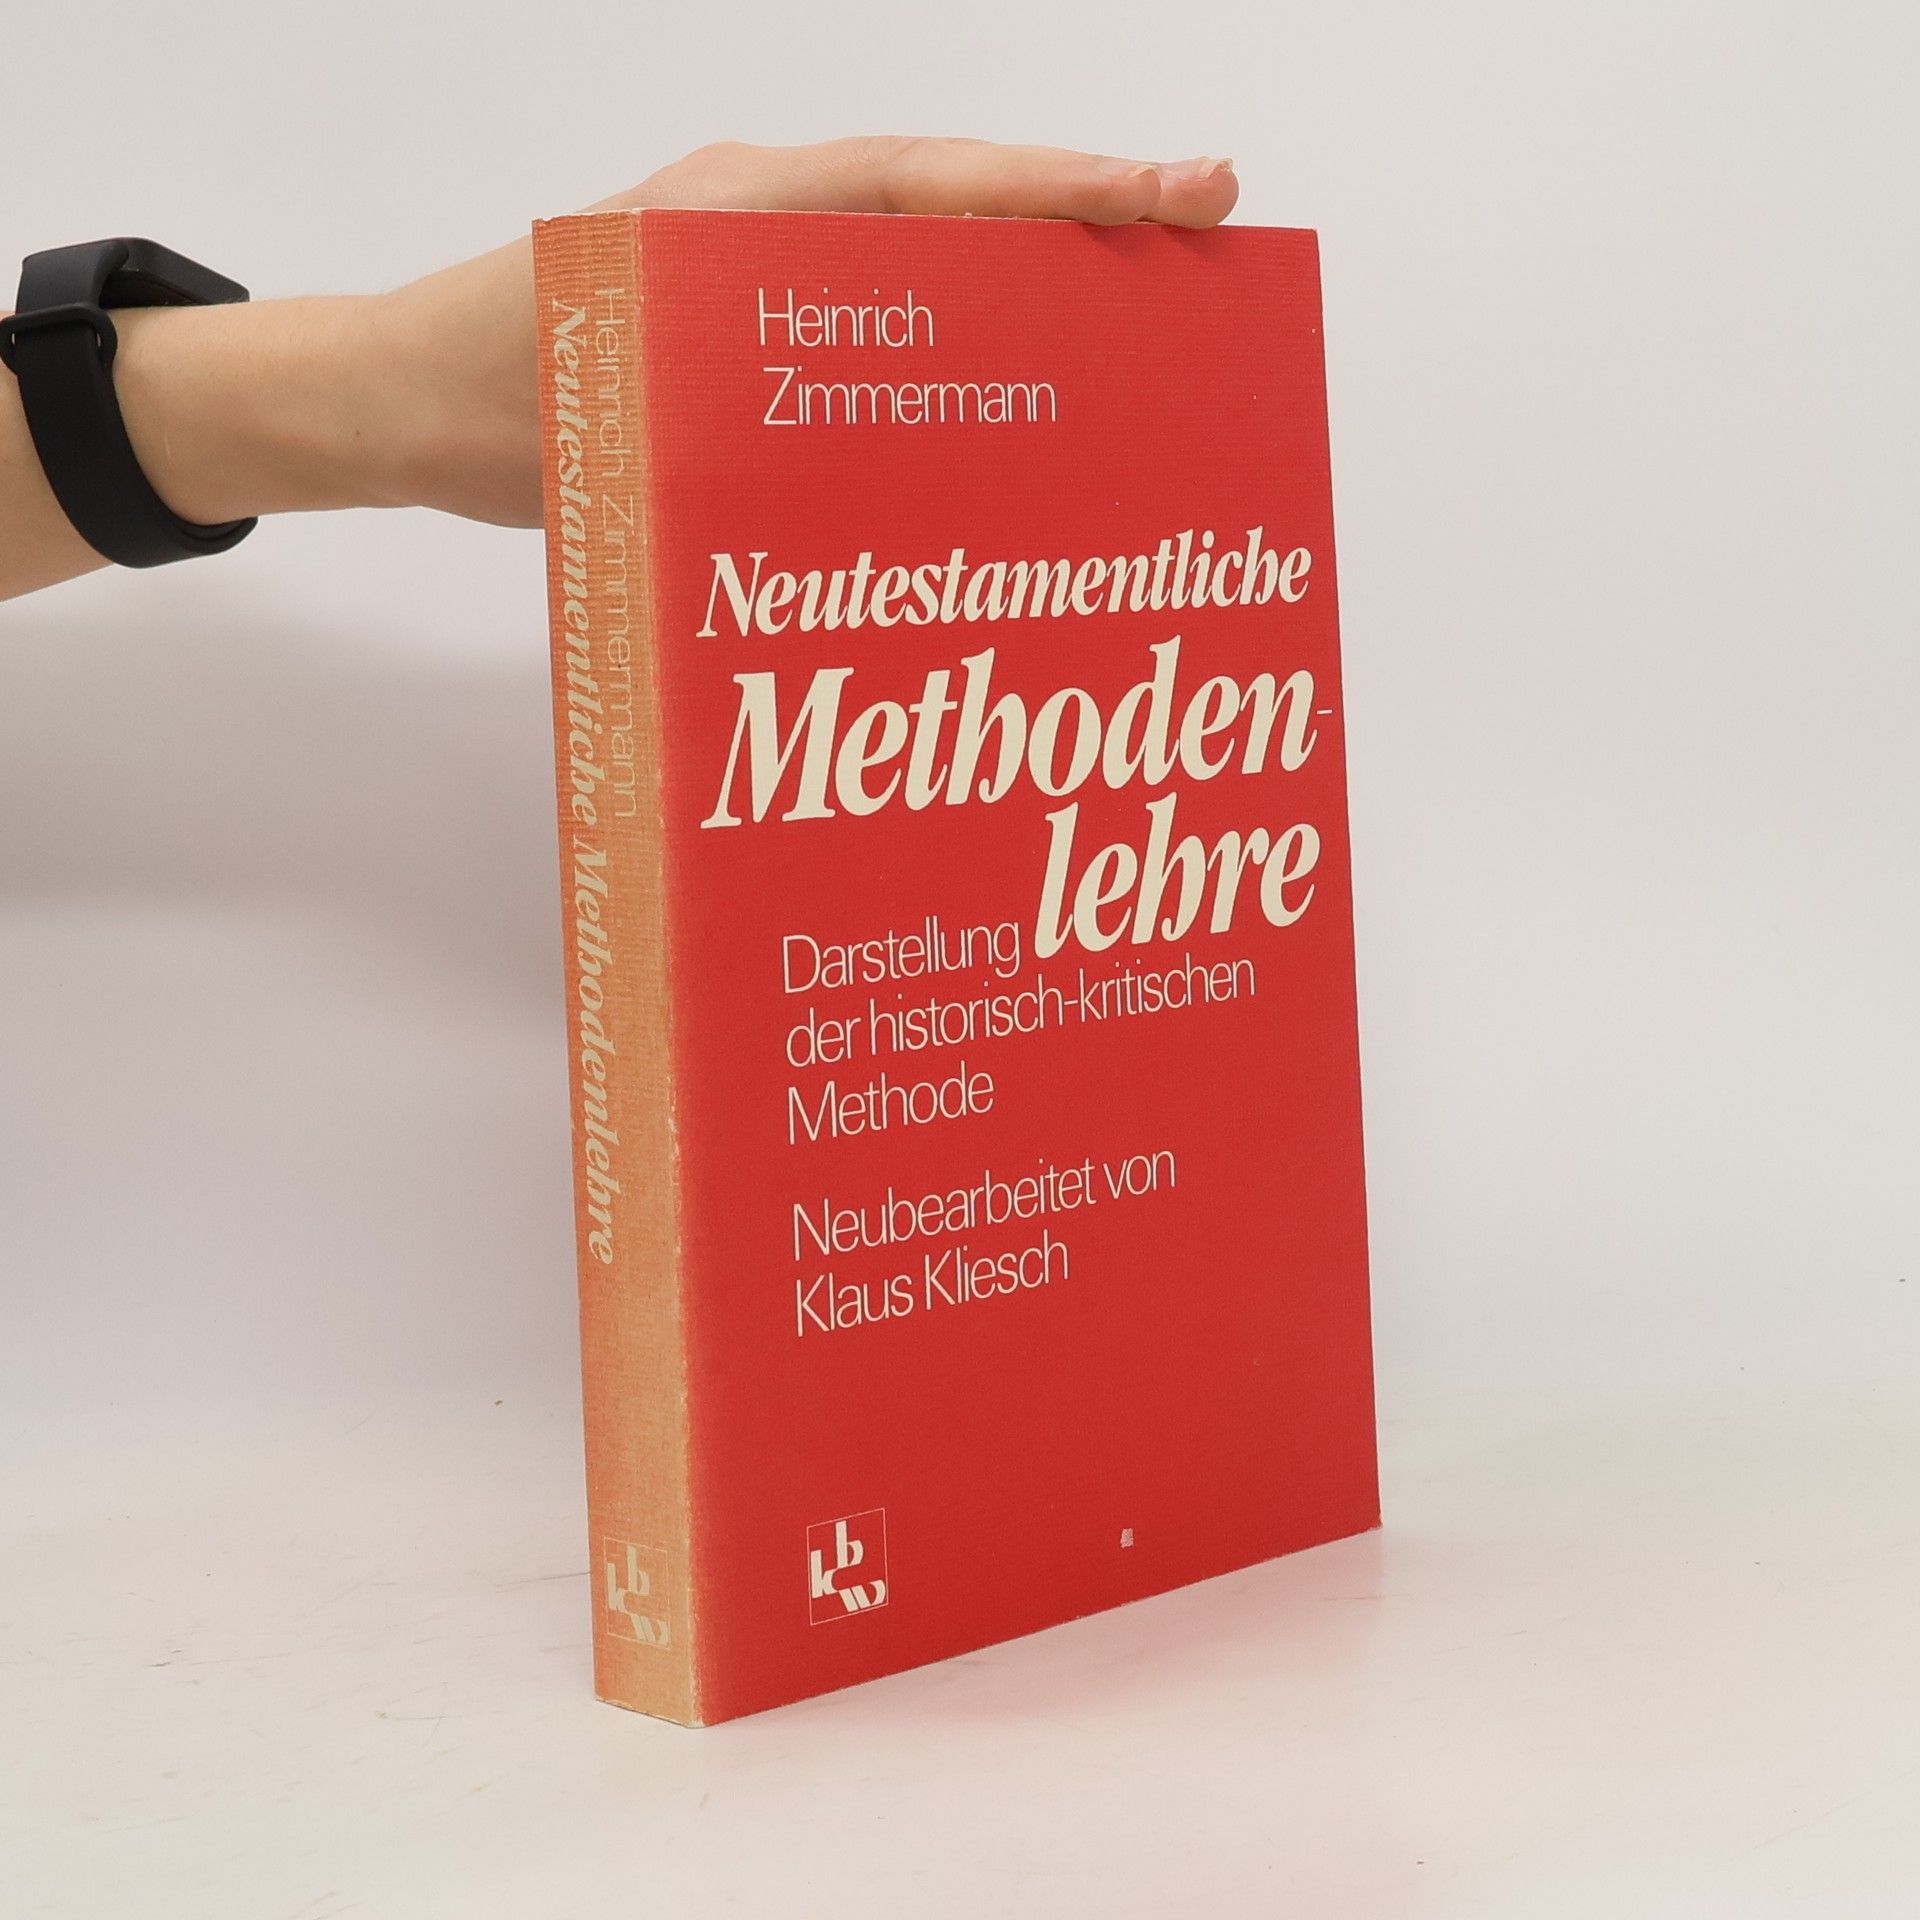 Heinrich
Zimmermann
Neutestamentliche
Methoden-
lehre
Darstellung
der historisch-kritischen
Methode
Neubearbeitet von
Klaus Kliesch
kbw
Heinrich Zimmermann
Neutestamentliche Methodenlehre
kbw